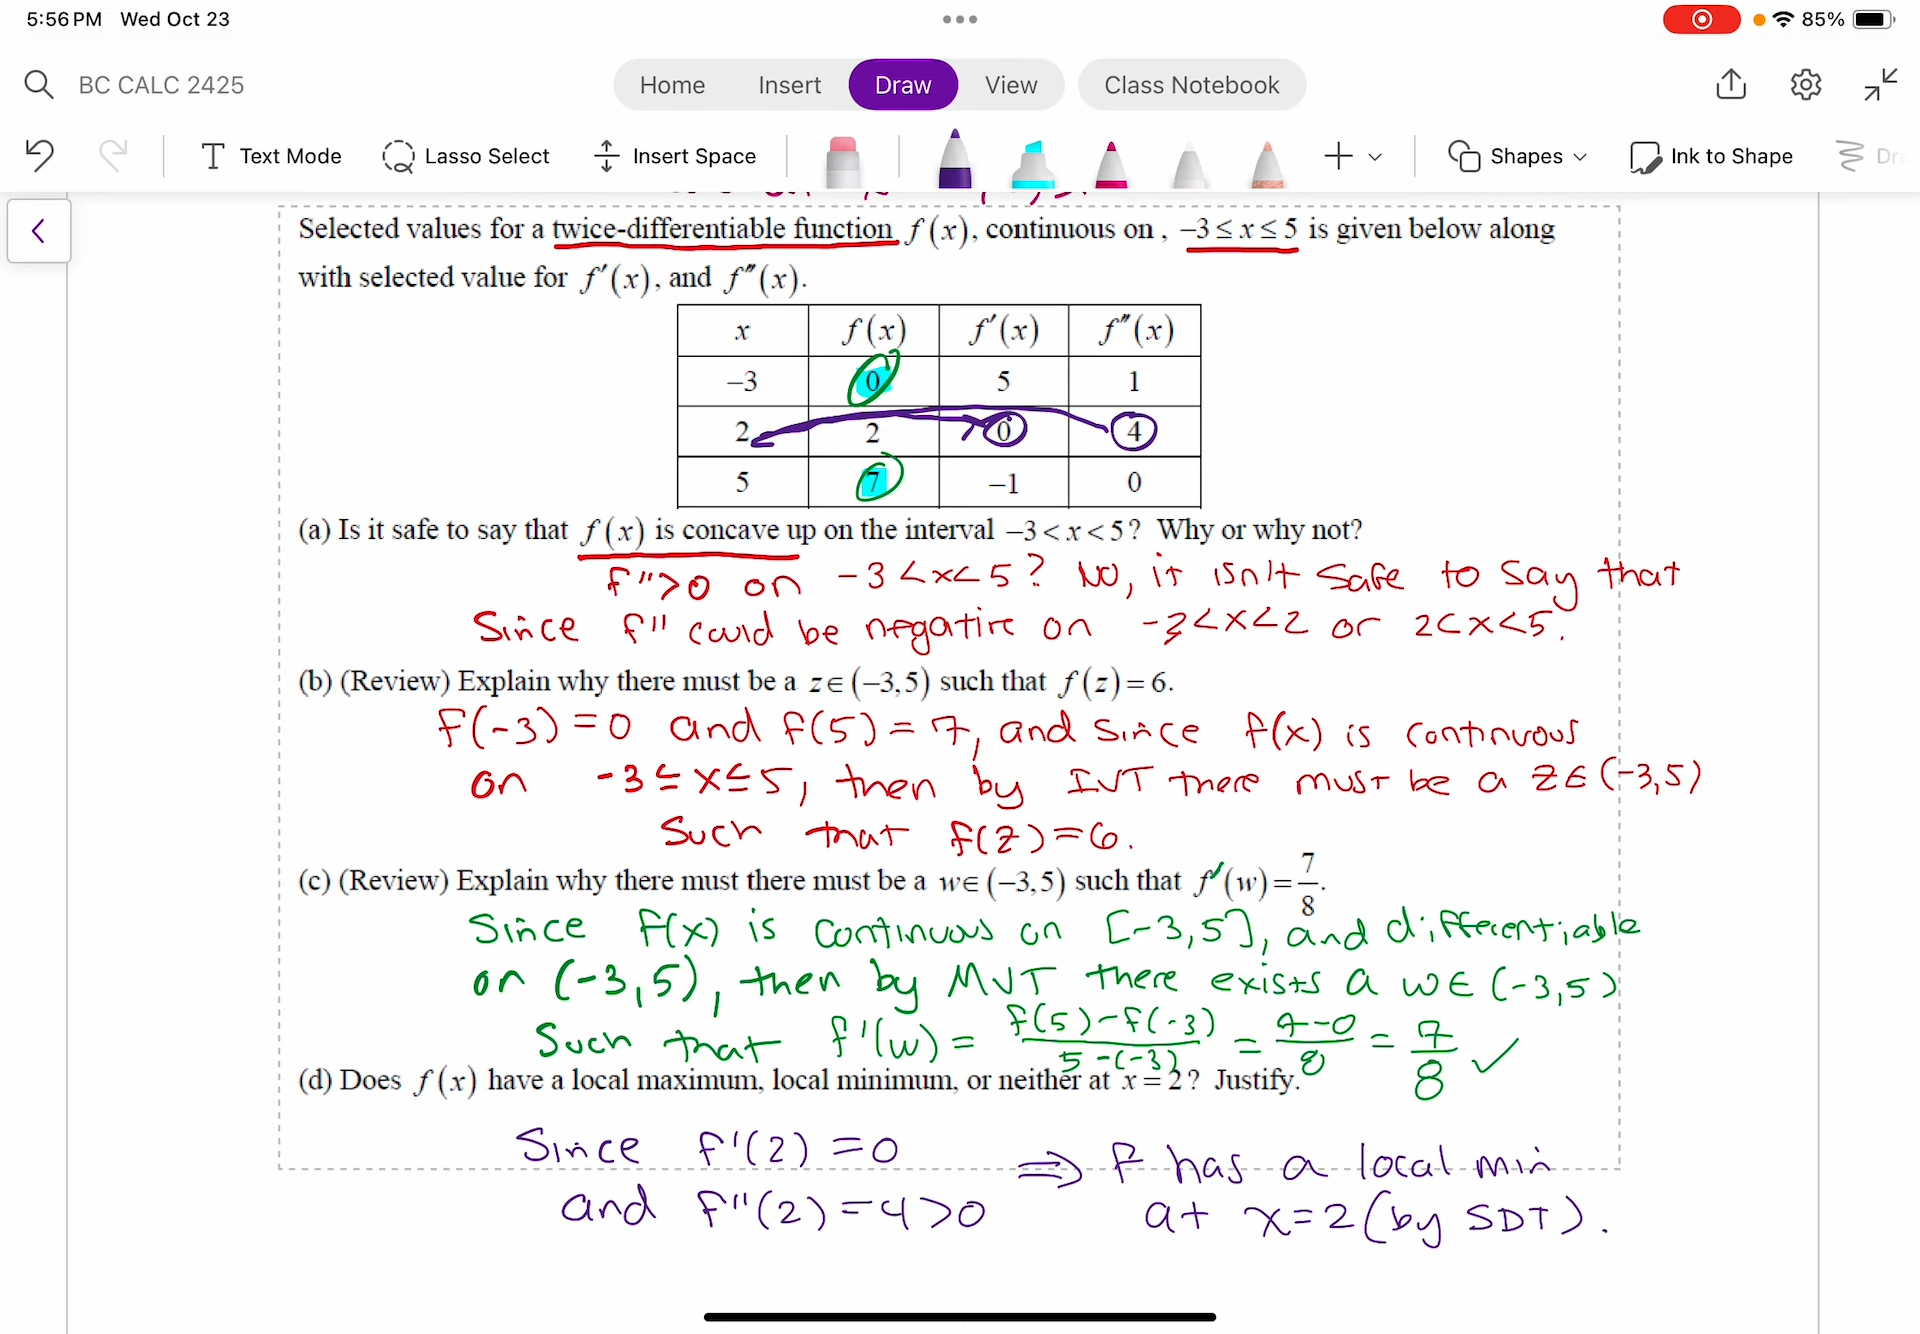 5:56 PM Wed Oct 23
85%
BC CALC 2425
Home Insert Draw View Class Notebook
Text Mode Lasso Select Insert Space Shapes Ink to Shape Dr
Selected values for a twice-differentiable function f(x), continuous on , −3 ≤ x ≤ 5 is given below along
with selected value for f′(x), and f″(x).
x f(x) f′(x) f″(x)
−3 0 5 1
2 2 0 4
5 7 −1 0
(a) Is it safe to say that f(x) is concave up on the interval −3 < x < 5? Why or why not?
f''>0 on -3<x<5? No, it isn't safe to say that
Since f'' could be negative on -3<x<2 or 2<x<5.
(b) (Review) Explain why there must be a z∈(−3,5) such that f(z) = 6.
f(-3)=0 and f(5)=7, and since f(x) is continuous
on -3≤x≤5, then by IVT there must be a z∈(-3,5)
Such that f(z)=6.
(c) (Review) Explain why there must there must be a w∈(−3,5) such that f′(w) = 7/8.
Since f(x) is continuous on [-3,5], and differentiable
on (-3,5), then by MVT there exists a w∈(-3,5)
Such that f'(w) = f(5)-f(-3)/5-(-3) = 7-0/8 = 7/8 ✓
(d) Does f(x) have a local maximum, local minimum, or neither at x = 2? Justify.
Since f'(2)=0
and f''(2)=4>0
⇒ f has a local min
at x=2 (by SDT).